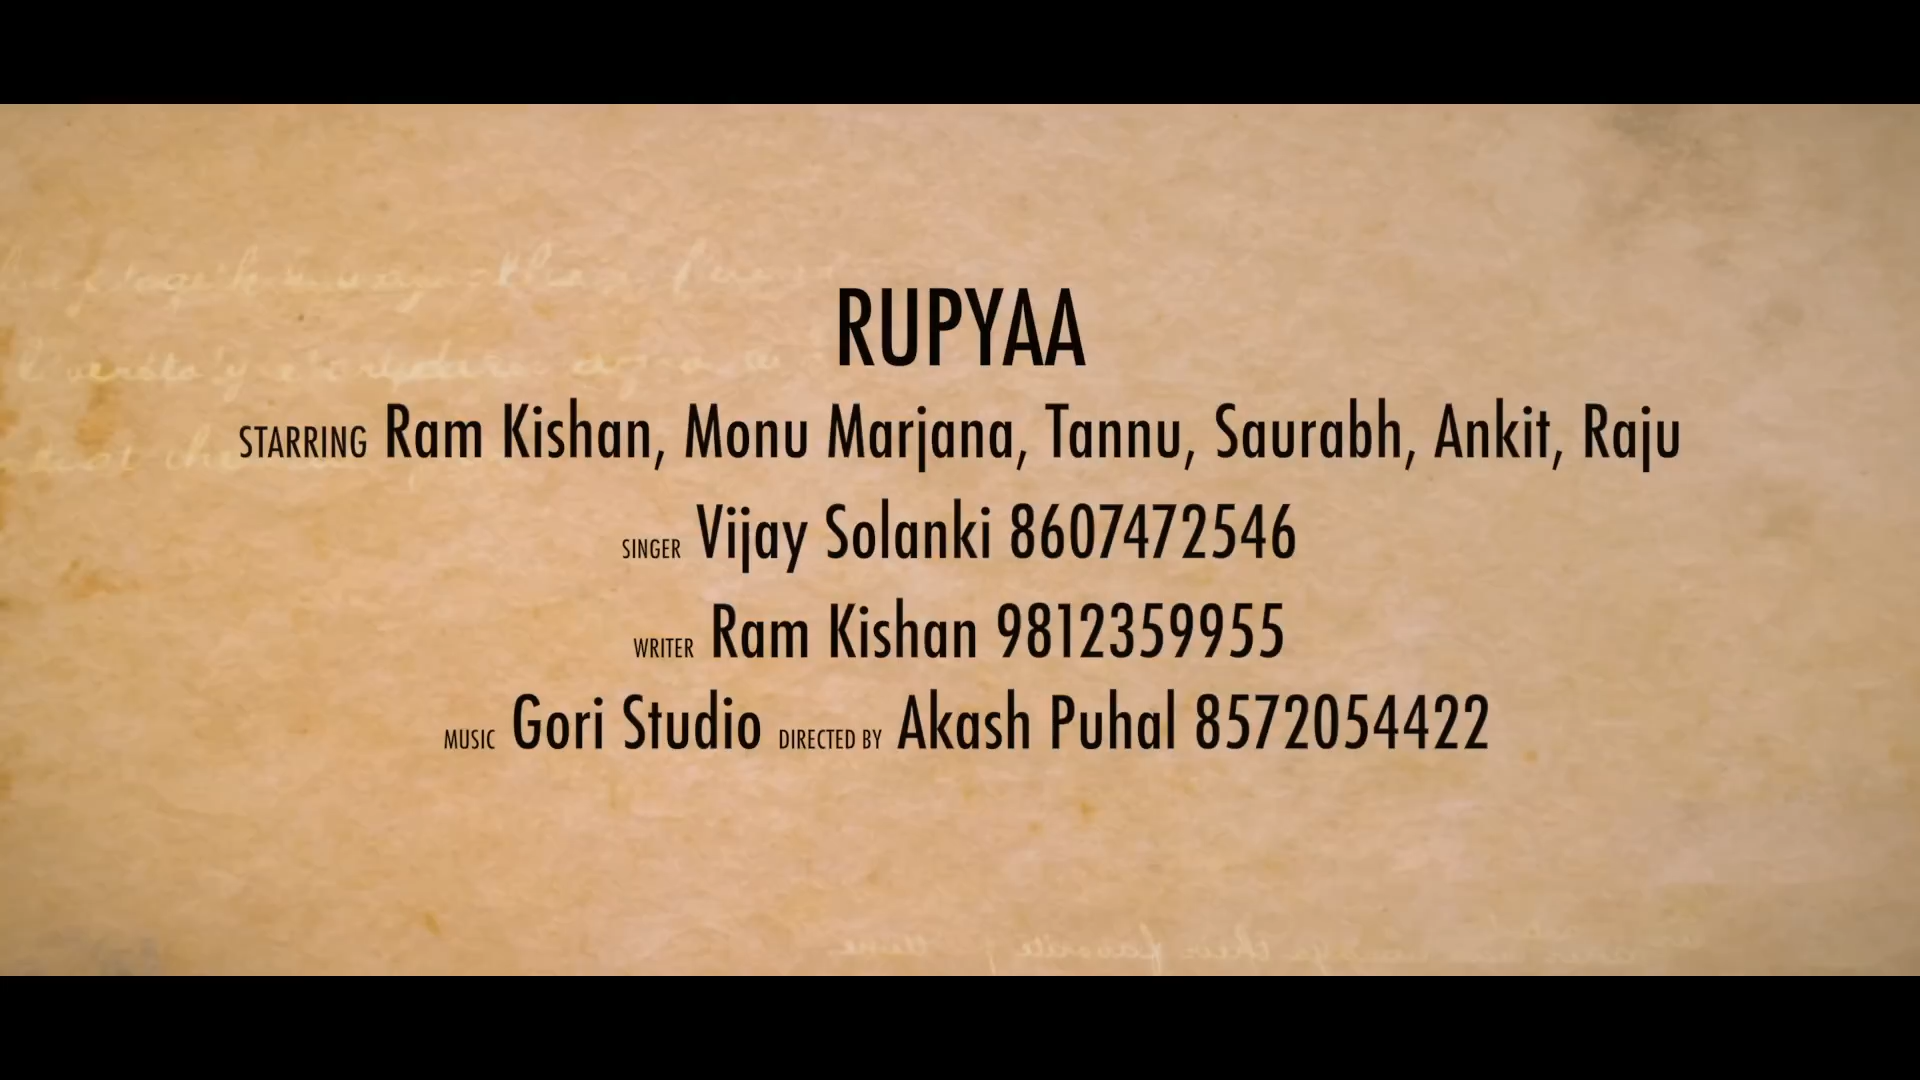 RUPYAA
STARRING Ram Kishan, Monu Marjana, Tannu, Saurabh, Ankit, Raju
SINGER Vijay Solanki 8607472546
WRITER Ram Kishan 9812359955
MUSIC Gori Studio DIRECTED BY Akash Puhal 8572054422